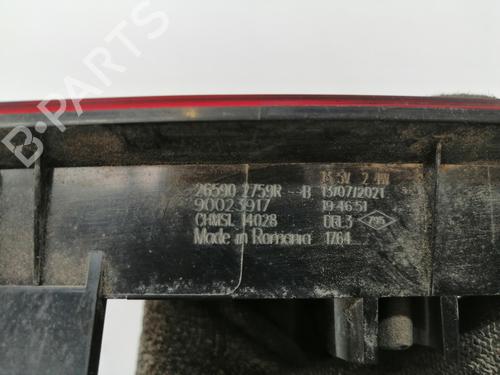 B-PARTS
13.5V 2.4W
26590 2759R--B 13/07/2021
90023917 19:46:51
CHMSL 14028 DGL3
Made in Romania 1764